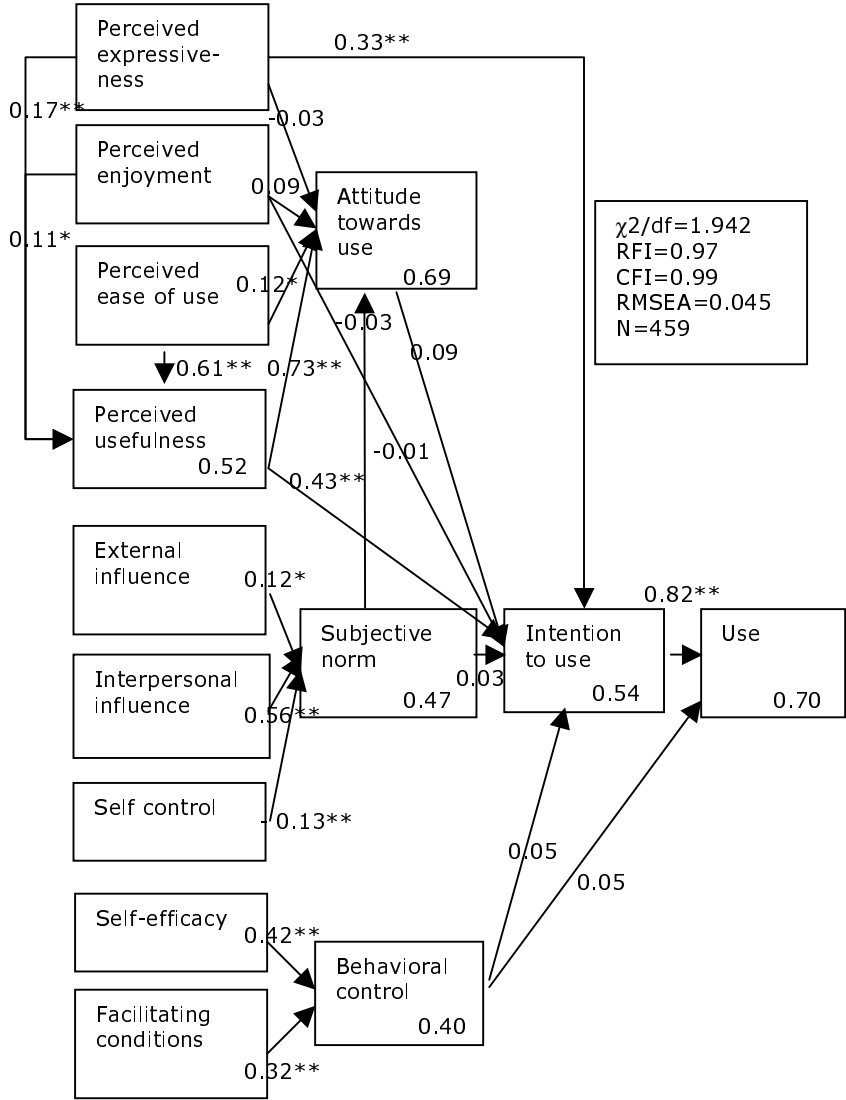 Perceived
expressive-
ness
0.33**
0.17**
-0.03
Perceived
enjoyment
0.09
Attitude
towards
use
0.69
χ2/df=1.942
RFI=0.97
CFI=0.99
RMSEA=0.045
N=459
0.11*
Perceived
ease of use
0.12*
-0.03
0.09
0.61**
0.73**
Perceived
usefulness
0.52
-0.01
0.43**
External
influence
0.12*
Subjective
norm
0.47
0.03
Intention
to use
0.54
0.82**
Use
0.70
Interpersonal
influence
0.56**
Self control
- 0.13**
0.05
0.05
Self-efficacy
0.42**
Behavioral
control
0.40
Facilitating
conditions
0.32**